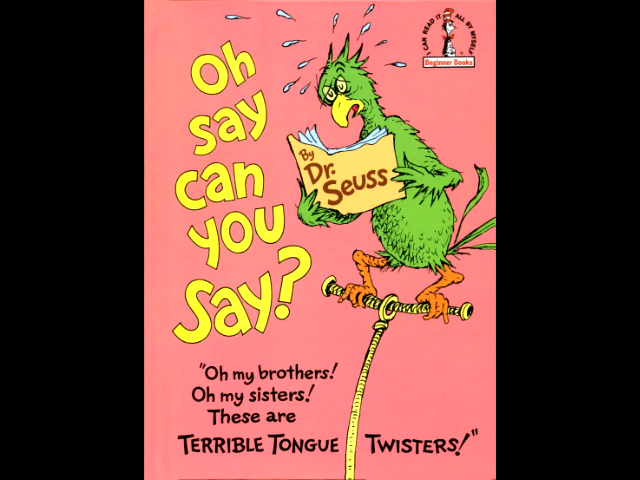 I CAN READ IT ALL BY MYSELF
Beginner Books
Oh
say
can
you
Say?
By
Dr.
Seuss
"Oh my brothers!
Oh my sisters!
These are
TERRIBLE TONGUE TWISTERS!"